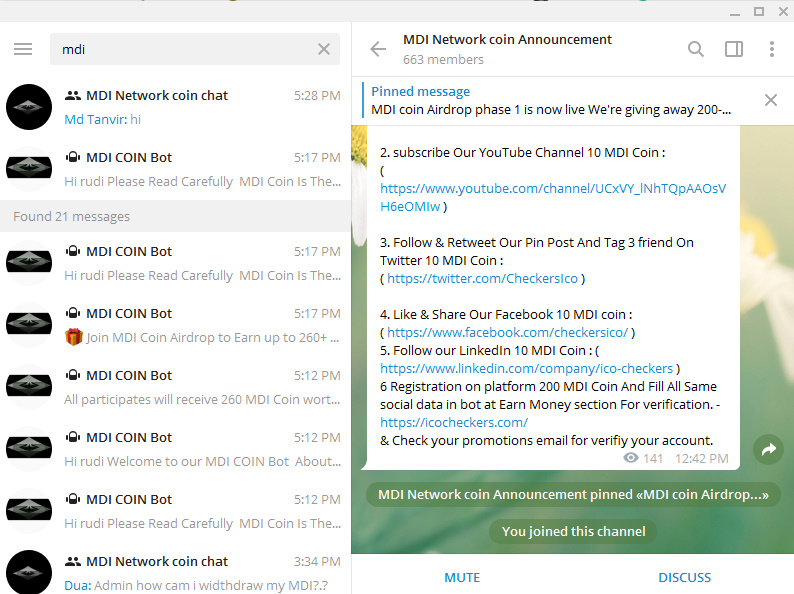 mdi
MDI Network coin chat 5:28 PM
Md Tanvir: hi
MDI COIN Bot 5:17 PM
Hi rudi Please Read Carefully MDI Coin Is The...
Found 21 messages
MDI COIN Bot 5:17 PM
Hi rudi Please Read Carefully MDI Coin Is The...
MDI COIN Bot 5:17 PM
Join MDI Coin Airdrop to Earn up to 260+ ...
MDI COIN Bot 5:12 PM
All participates will receive 260 MDI Coin wort...
MDI COIN Bot 5:12 PM
Hi rudi Welcome to our MDI COIN Bot About...
MDI COIN Bot 5:12 PM
Hi rudi Please Read Carefully MDI Coin Is The...
MDI Network coin chat 3:34 PM
Dua: Admin how cam i widthdraw my MDI?.?
MDI Network coin Announcement
663 members
Pinned message
MDI coin Airdrop phase 1 is now live We're giving away 200-...
2. subscribe Our YouTube Channel 10 MDI Coin :
(
https://www.youtube.com/channel/UCxVY_lNhTQpAAOsV
H6eOMIw )
3. Follow & Retweet Our Pin Post And Tag 3 friend On
Twitter 10 MDI Coin :
( https://twitter.com/CheckersIco )
4. Like & Share Our Facebook 10 MDI coin :
( https://www.facebook.com/checkersico/ )
5. Follow our LinkedIn 10 MDI Coin : (
https://www.linkedin.com/company/ico-checkers )
6 Registration on platform 200 MDI Coin And Fill All Same
social data in bot at Earn Money section For verification. -
https://icocheckers.com/
& Check your promotions email for verifiy your account.
141 12:42 PM
MDI Network coin Announcement pinned «MDI coin Airdrop...»
You joined this channel
MUTE DISCUSS